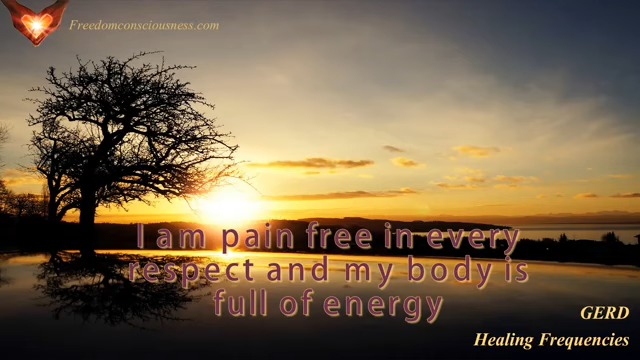 Freedomconsciousness.com
I am pain free in every
respect and my body is
full of energy
GERD
Healing Frequencies